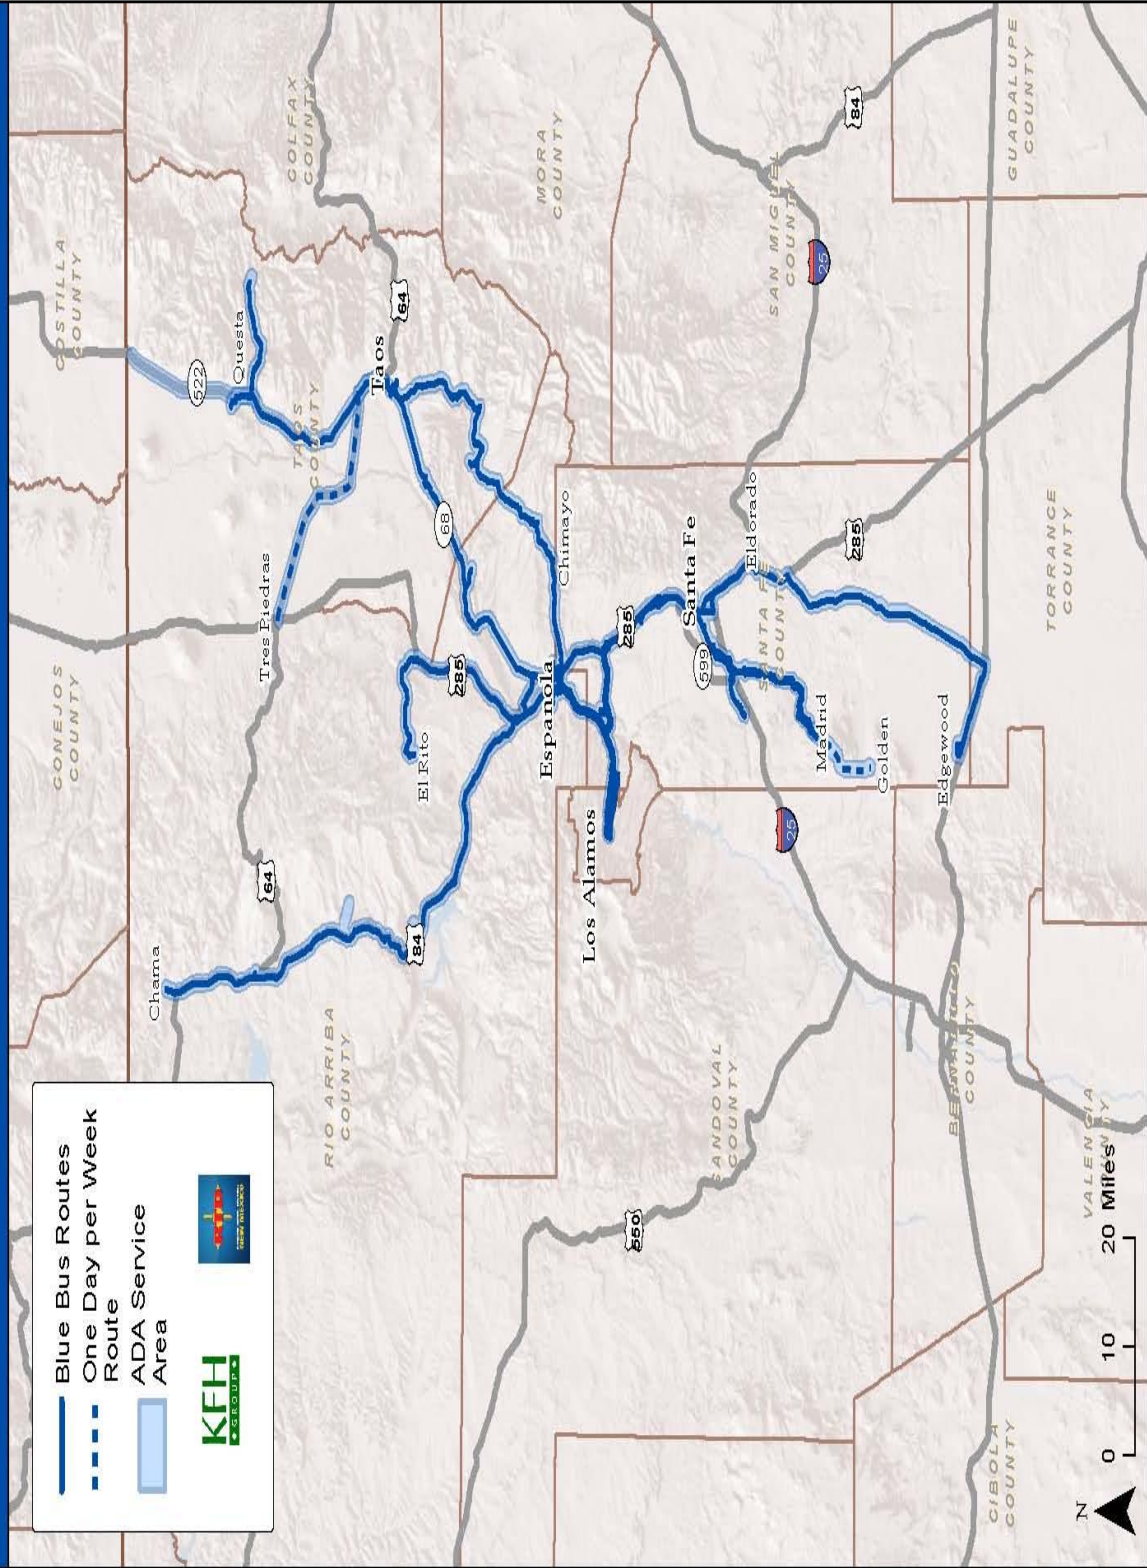 Blue Bus Routes
One Day per Week
Route
ADA Service
Area
KFH
GROUP
NEW MEXICO
CONEJOS
COUNTY
COSTILLA
COUNTY
Chama
64
Tres Piedras
522
Questa
TAOS
COUNTY
COLFAX
COUNTY
RIO ARRIBA
COUNTY
84
El Rito
285
68
Taos
64
MORA
COUNTY
Espanola
Chimayo
Los Alamos
285
550
SANDOVAL
COUNTY
599
Santa Fe
SANTA FE
COUNTY
Eldorado
SAN MIGUEL
COUNTY
25
25
Madrid
Golden
285
84
Edgewood
BERNALILLO
COUNTY
GUADALUPE
COUNTY
TORRANCE
COUNTY
CIBOLA
COUNTY
VALENCIA
COUNTY
N
0 10 20 Miles